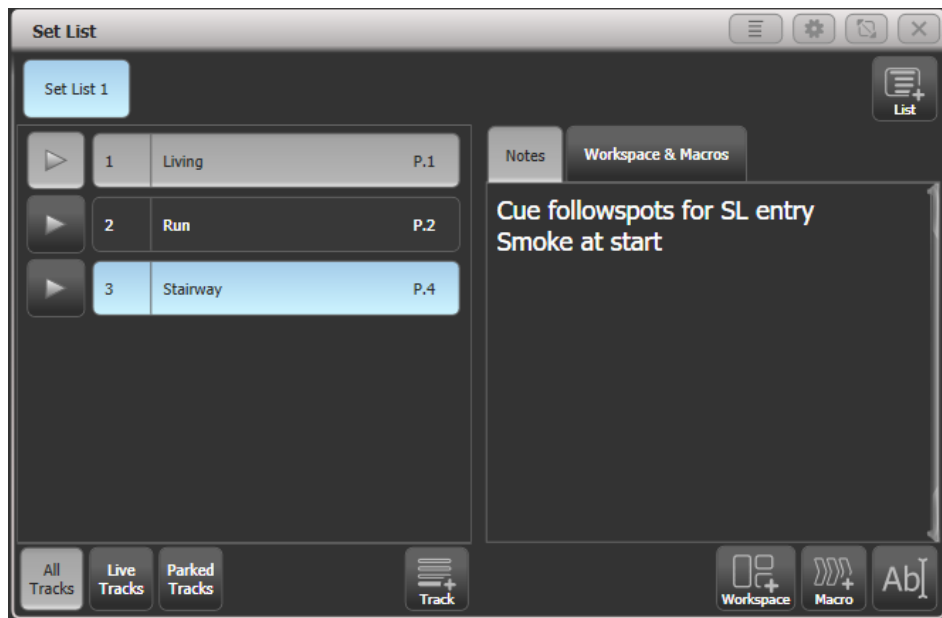 Set List
Set List 1
List
1 Living P.1
2 Run P.2
3 Stairway P.4
Notes
Workspace & Macros
Cue followspots for SL entry
Smoke at start
All Tracks
Live Tracks
Parked Tracks
Track
Workspace
Macro
Ab